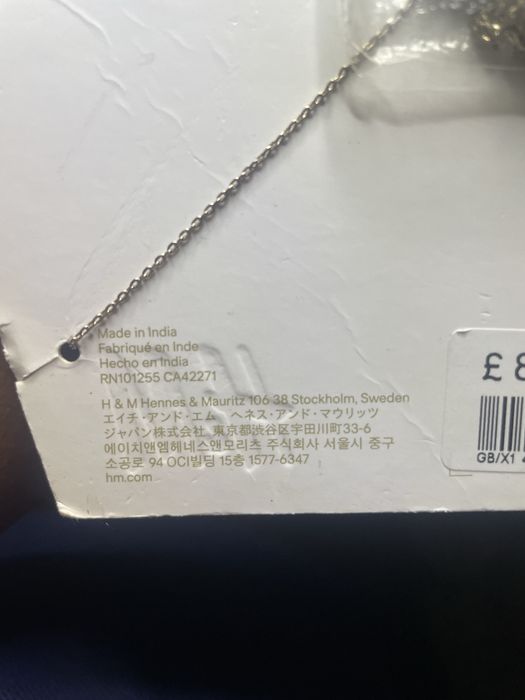 Made in India
Fabriqué en Inde
Hecho en India
RN101255 CA42271
H & M Hennes & Mauritz 106 38 Stockholm, Sweden
エイチ・アンド・エム ヘネス・アンド・マウリッツ
ジャパン株式会社 東京都渋谷区宇田川町33-6
에이치앤엠헤네스앤모리츠 주식회사 서울시 중구
소공로 94 OCI빌딩 15층 1577-6347
hm.com
£8
GB/X1